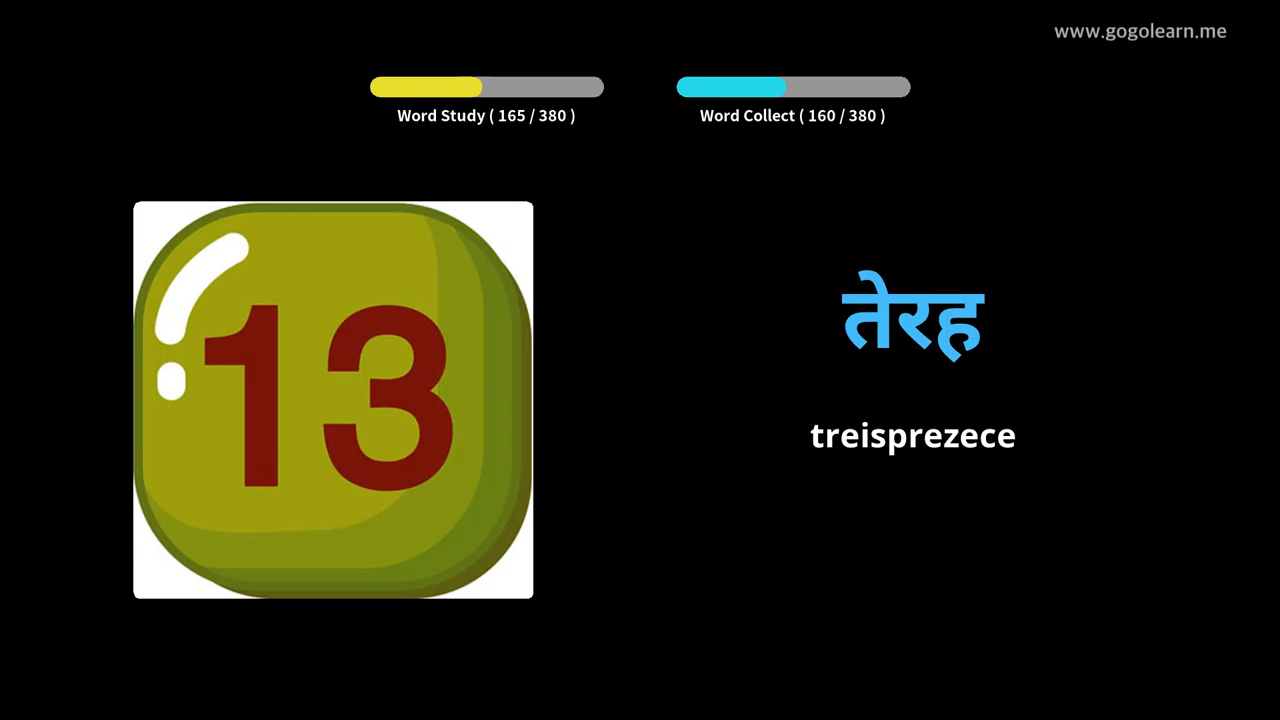 www.gogolearn.me
Word Study ( 165 / 380 )
Word Collect ( 160 / 380 )
13
तेरह
treisprezece